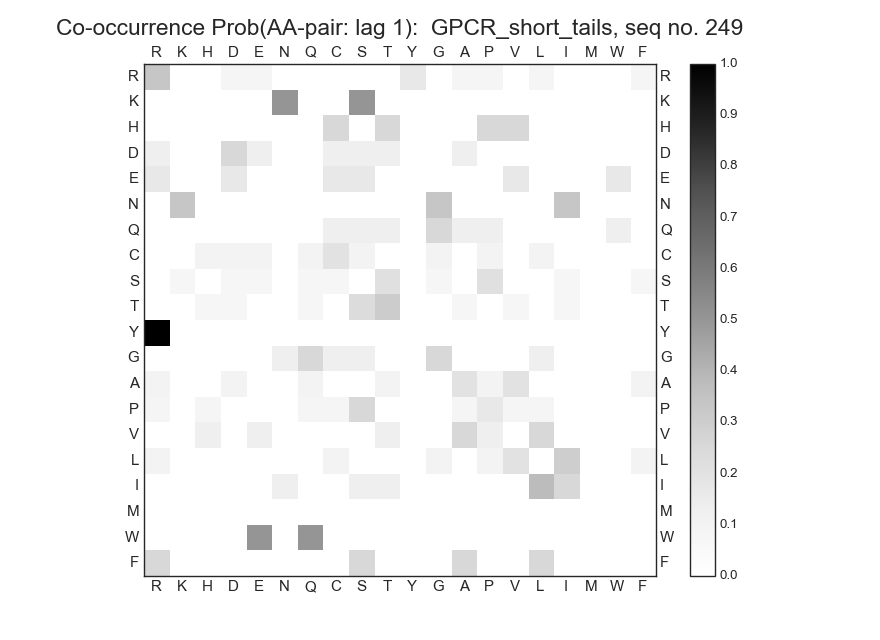 Co-occurrence Prob(AA-pair: lag 1):  GPCR_short_tails, seq no. 249
R K H D E N Q C S T Y G A P V L I M W F
1.0
R R
0.9
K K
H H
0.8
D D
E E
0.7
N N
Q Q
0.6
C C
S S
0.5
T T
Y Y
0.4
G G
A A
0.3
P P
V V
0.2
L L
I I
0.1
M M
W W
F F
0.0
R K H D E N Q C S T Y G A P V L I M W F